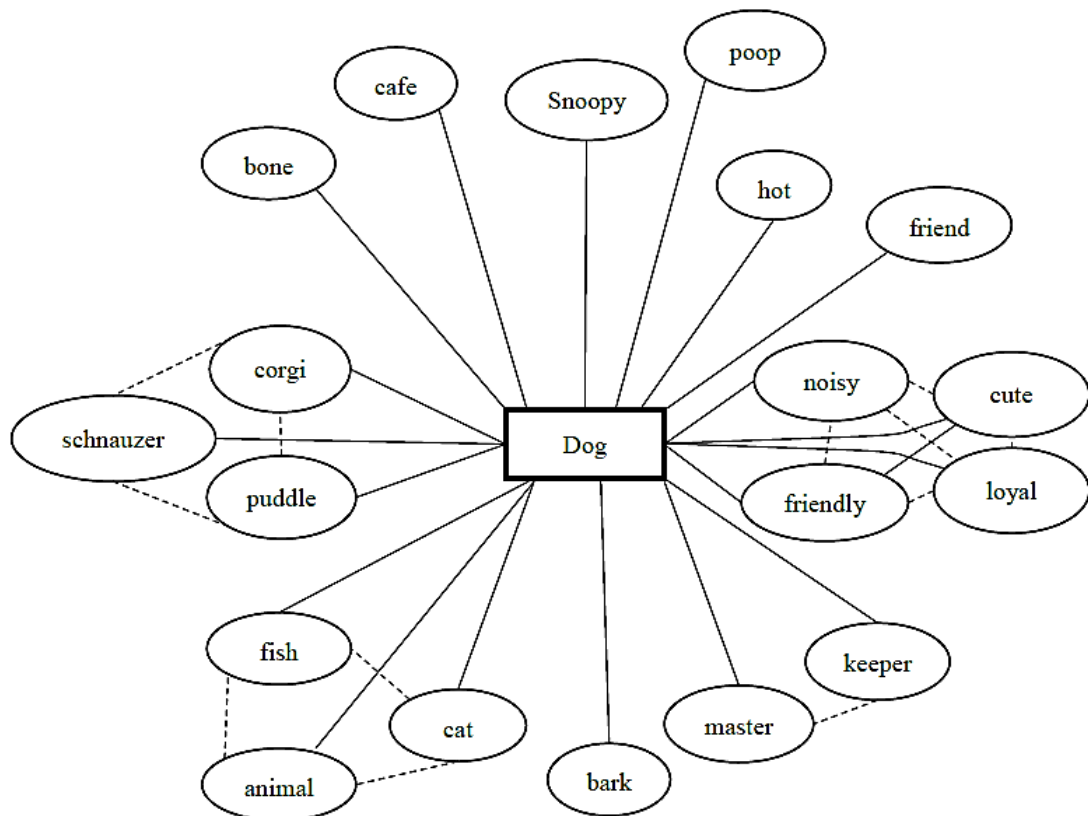 poop
cafe
Snoopy
bone
hot
friend
corgi
noisy
cute
schnauzer
Dog
puddle
friendly
loyal
fish
keeper
cat
master
animal
bark